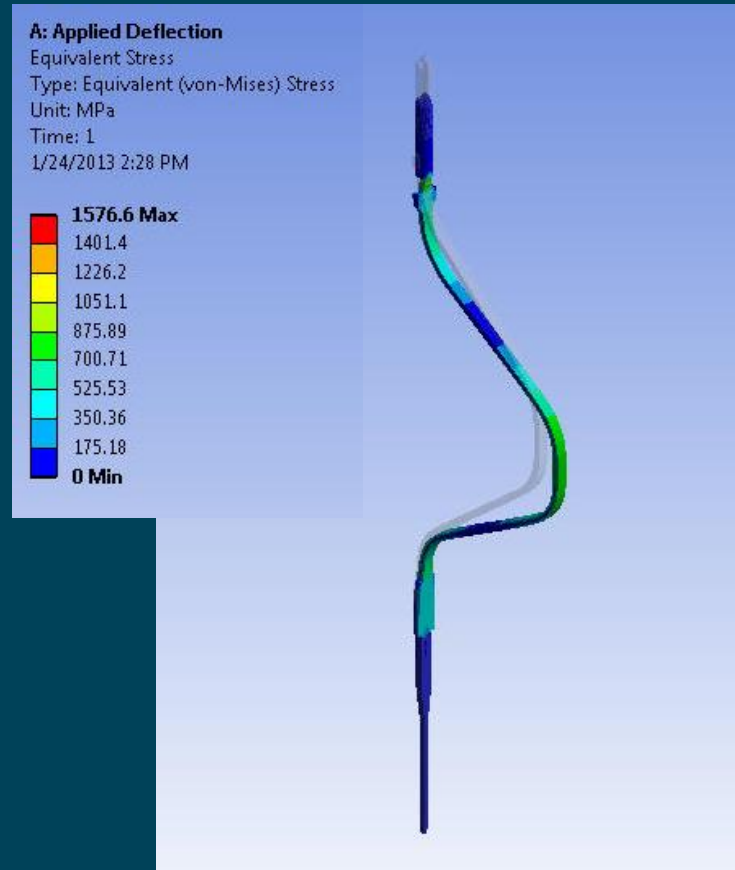 A: Applied Deflection
Equivalent Stress
Type: Equivalent (von-Mises) Stress
Unit: MPa
Time: 1
1/24/2013 2:28 PM
1576.6 Max
1401.4
1226.2
1051.1
875.89
700.71
525.53
350.36
175.18
0 Min